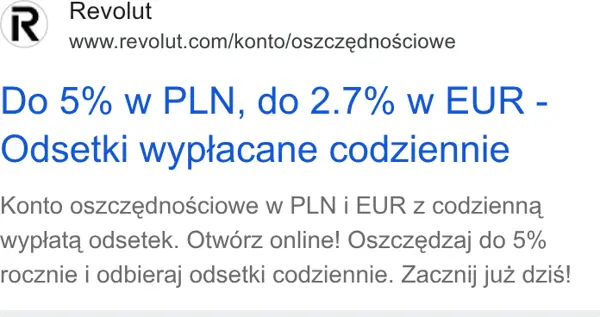 Revolut
www.revolut.com/konto/oszczędnościowe
Do 5% w PLN, do 2.7% w EUR -
Odsetki wypłacane codziennie
Konto oszczędnościowe w PLN i EUR z codzienną
wypłatą odsetek. Otwórz online! Oszczędzaj do 5%
rocznie i odbieraj odsetki codziennie. Zacznij już dziś!